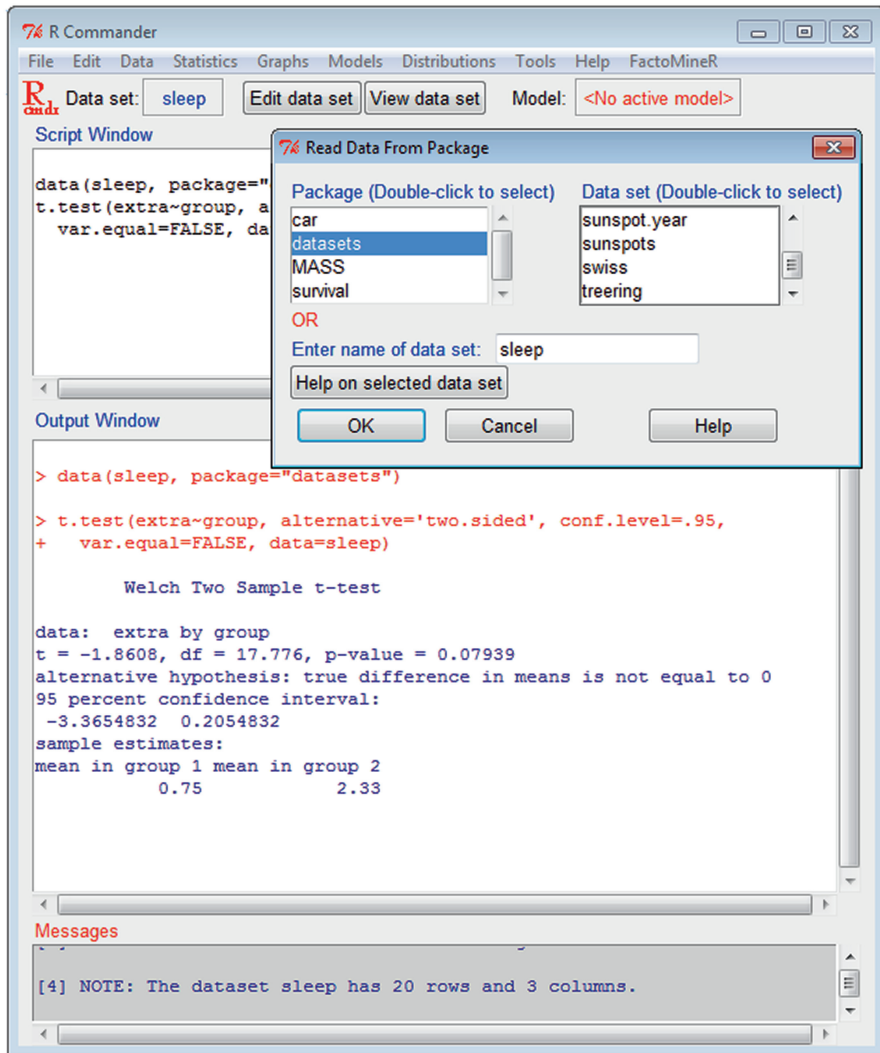 R Commander
File Edit Data Statistics Graphs Models Distributions Tools Help FactoMineR
R cmdr Data set: sleep Edit data set View data set Model: <No active model>
Script Window
data(sleep, package="
t.test(extra~group, a
var.equal=FALSE, da
Read Data From Package
Package (Double-click to select)
car
datasets
MASS
survival
Data set (Double-click to select)
sunspot.year
sunspots
swiss
treering
OR
Enter name of data set: sleep
Help on selected data set
OK Cancel Help
Output Window
> data(sleep, package="datasets")
> t.test(extra~group, alternative='two.sided', conf.level=.95,
+ var.equal=FALSE, data=sleep)
Welch Two Sample t-test
data: extra by group
t = -1.8608, df = 17.776, p-value = 0.07939
alternative hypothesis: true difference in means is not equal to 0
95 percent confidence interval:
-3.3654832 0.2054832
sample estimates:
mean in group 1 mean in group 2
0.75 2.33
Messages
[4] NOTE: The dataset sleep has 20 rows and 3 columns.